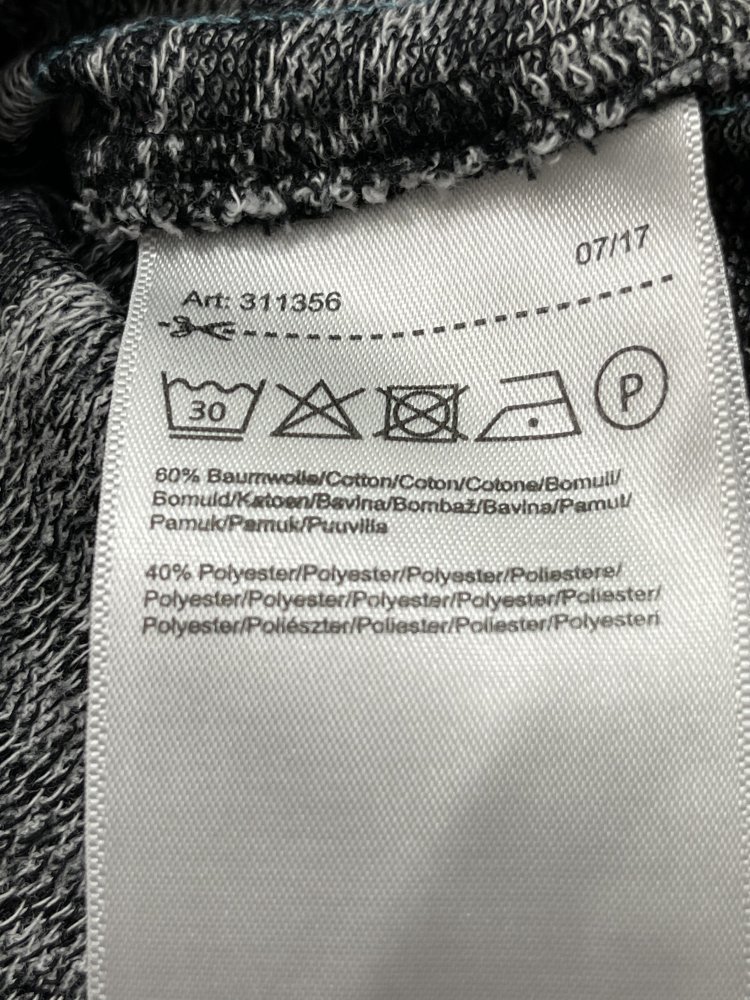 07/17
Art: 311356
30
P
60% Baumwolle/Cotton/Coton/Cotone/Bomull/
Bomuld/Katoen/Bavlna/Bombaž/Bavlna/Pamut/
Pamuk/Pamuk/Puuvilla
40% Polyester/Polyester/Polyester/Poliestere/
Polyester/Polyester/Polyester/Polyester/Poliester/
Polyester/Poliészter/Poliester/Poliester/Polyesteri